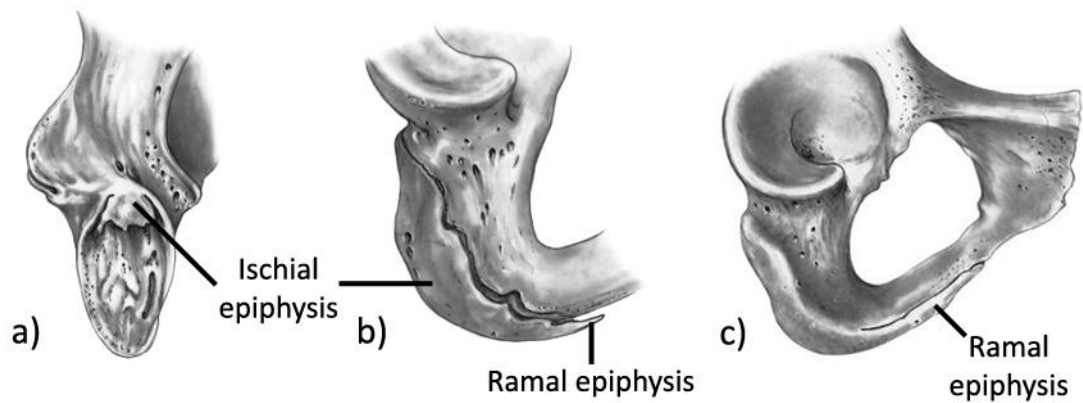 Ischial
epiphysis
a)
b)
Ramal epiphysis
c)
Ramal
epiphysis